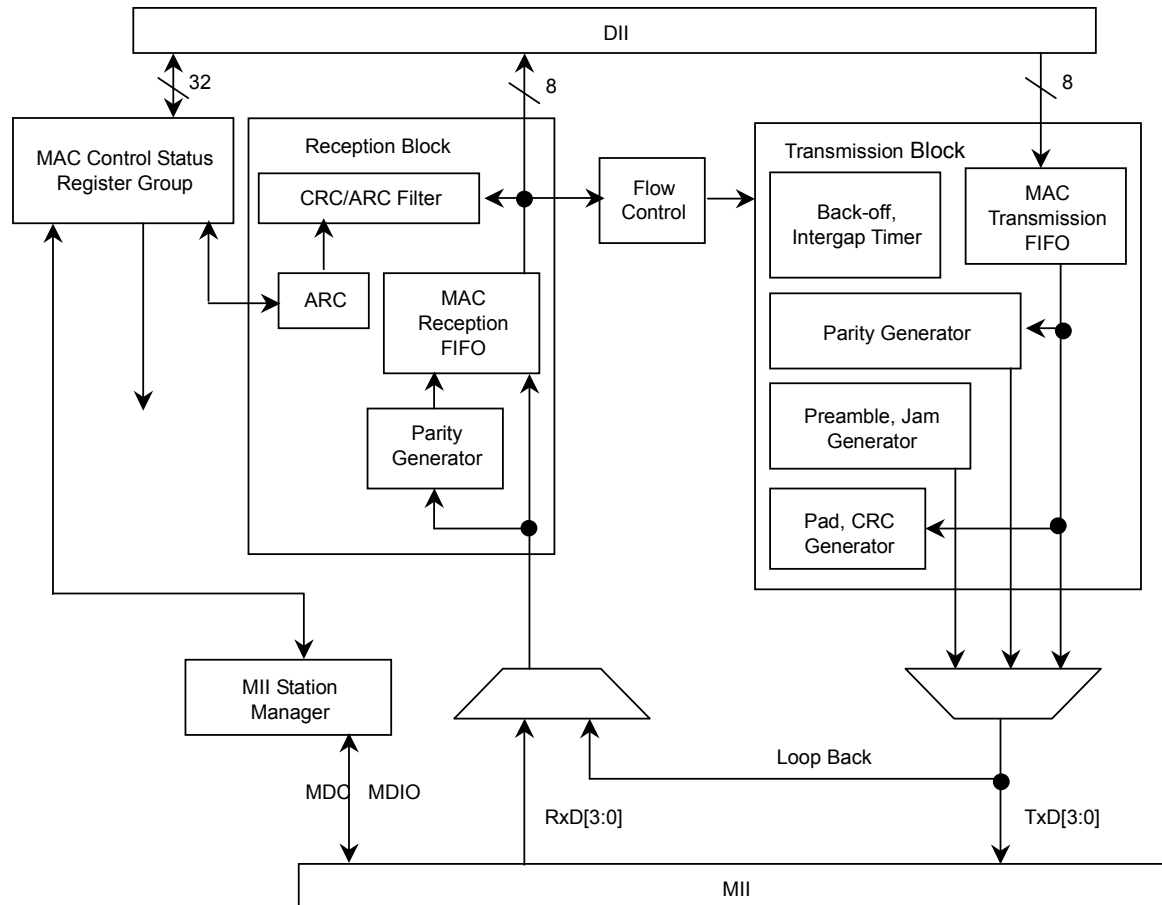 DII
32
8
8
MAC Control Status
Register Group
Reception Block
CRC/ARC Filter
ARC
MAC
Reception
FIFO
Parity
Generator
Flow
Control
Transmission Block
Back-off,
Intergap Timer
MAC
Transmission
FIFO
Parity Generator
Preamble, Jam
Generator
Pad, CRC
Generator
MII Station
Manager
Loop Back
MDC MDIO
RxD[3:0]
TxD[3:0]
MII